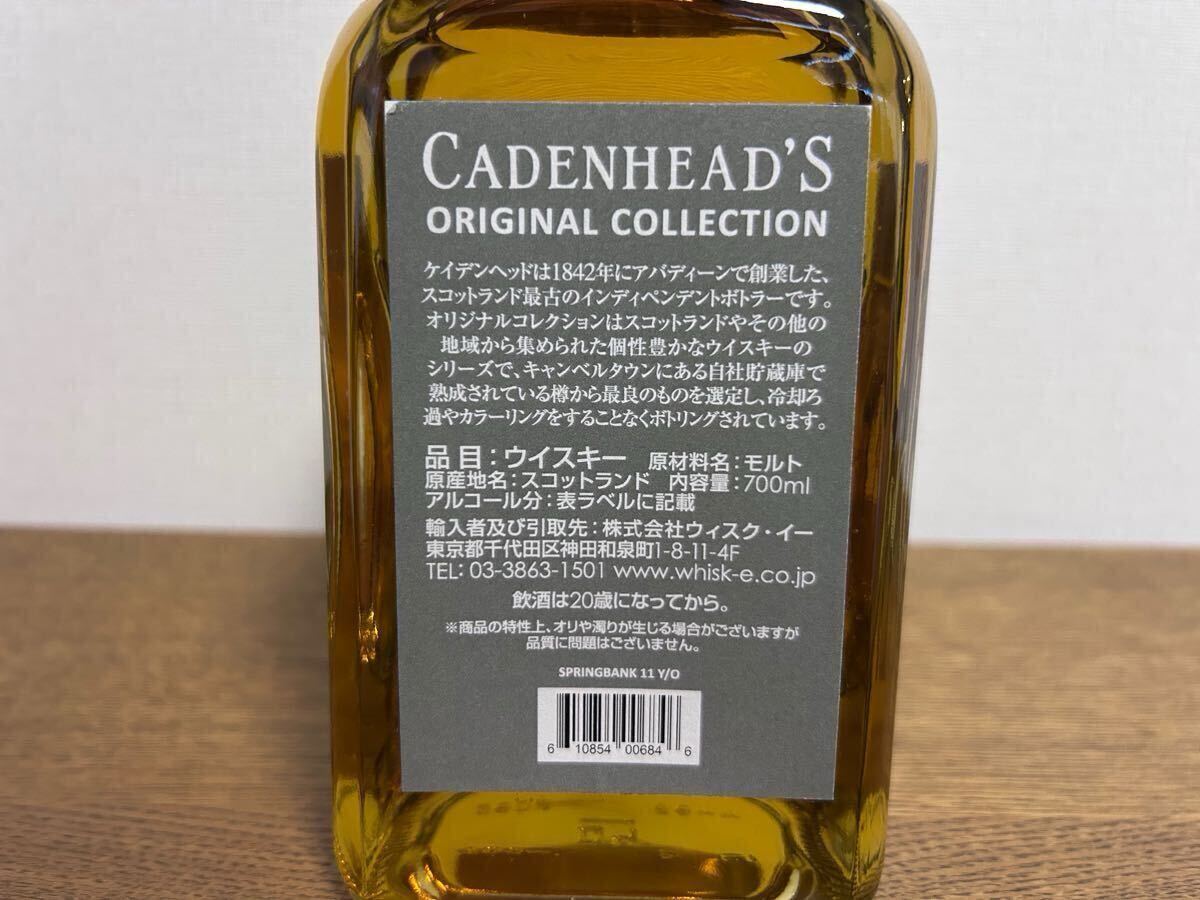 CADENHEAD'S
ORIGINAL COLLECTION
ケイデンヘッドは1842年にアバディーンで創業した、
スコットランド最古のインディペンデントボトラーです。
オリジナルコレクションはスコットランドやその他の
地域から集められた個性豊かなウイスキーの
シリーズで、キャンベルタウンにある自社貯蔵庫で
熟成されている樽から最良のものを選定し、冷却ろ
過やカラーリングをすることなくボトリングされています。
品目：ウイスキー 原材料名：モルト
原産地名：スコットランド 内容量：700ml
アルコール分：表ラベルに記載
輸入者及び引取先：株式会社ウィスク・イー
東京都千代田区神田和泉町1-8-11-4F
TEL：03-3863-1501 www.whisk-e.co.jp
飲酒は20歳になってから。
※商品の特性上、オリや濁りが生じる場合がございますが
品質に問題はございません。
SPRINGBANK 11 Y/O
6 10854 00684 6